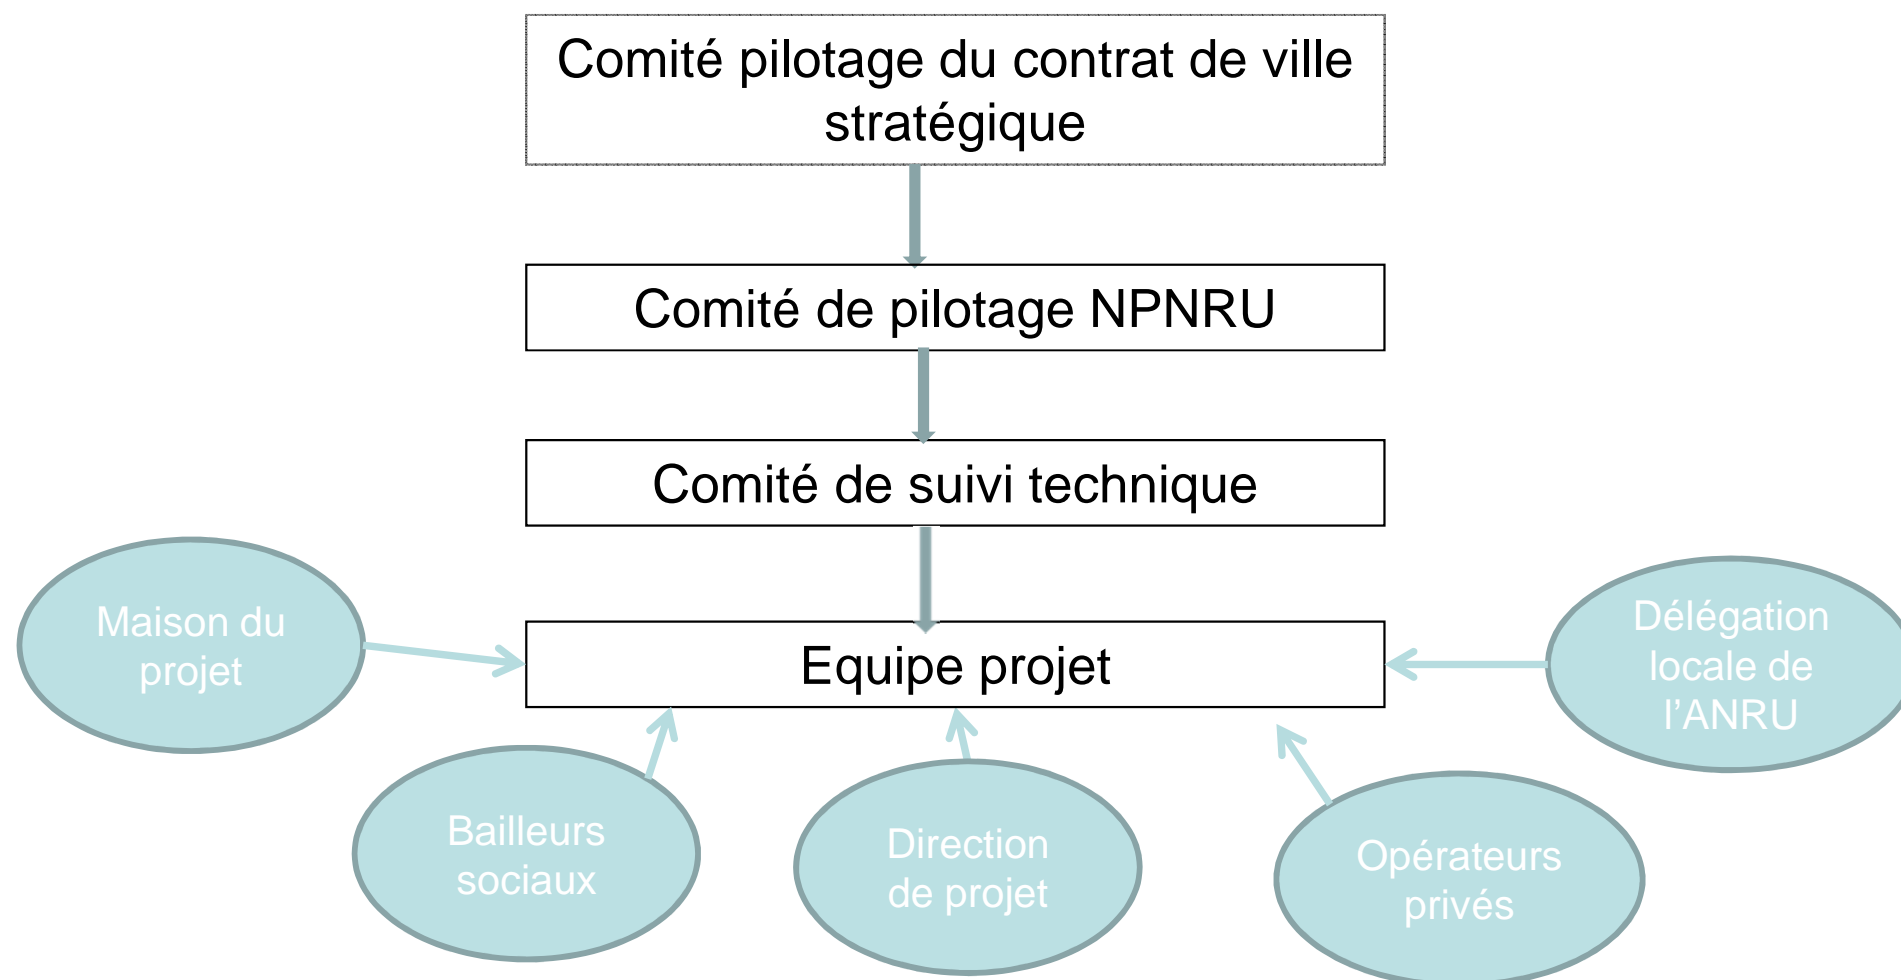 Comité pilotage du contrat de ville
stratégique
Comité de pilotage NPNRU
Comité de suivi technique
Maison du
projet
Equipe projet
Délégation
locale de
l’ANRU
Bailleurs
sociaux
Direction
de projet
Opérateurs
privés